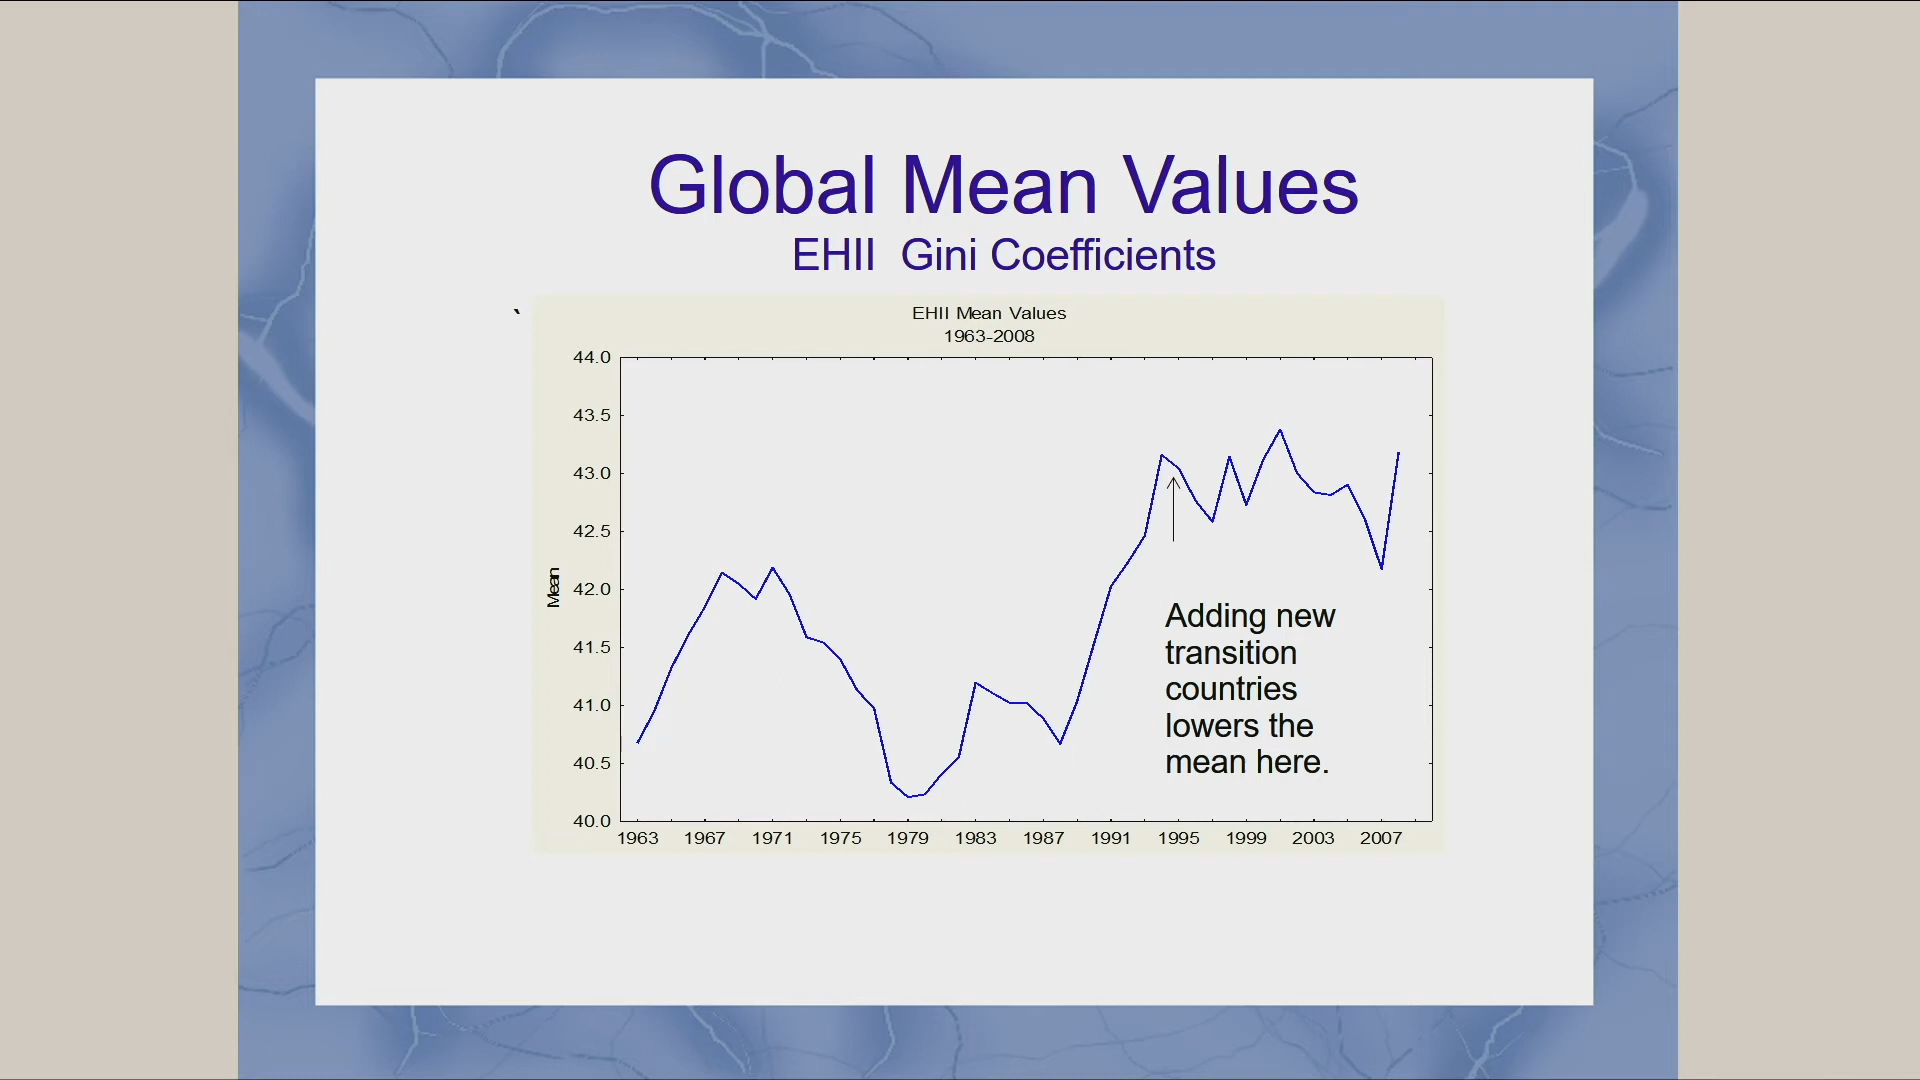 Global Mean Values
EHII  Gini Coefficients
`
EHII Mean Values
1963-2008
44.0
43.5
43.0
42.5
42.0
41.5
41.0
40.5
40.0
Mean
Adding new
transition
countries
lowers the
mean here.
1963 1967 1971 1975 1979 1983 1987 1991 1995 1999 2003 2007